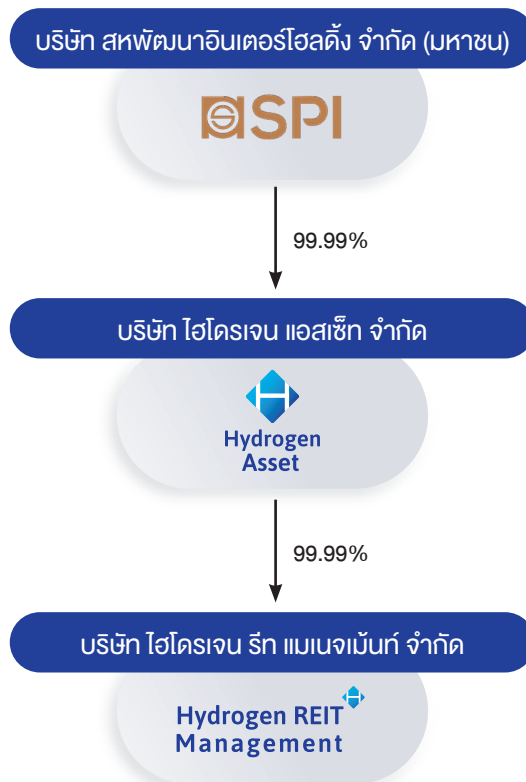 บริษัท สหพัฒนาอินเตอร์โฮลดิ้ง จำกัด (มหาชน)
SPI
99.99%
บริษัท ไฮโดรเจน แอสเซ็ท จำกัด
Hydrogen
Asset
99.99%
บริษัท ไฮโดรเจน รีท แมเนจเม้นท์ จำกัด
Hydrogen REIT
Management